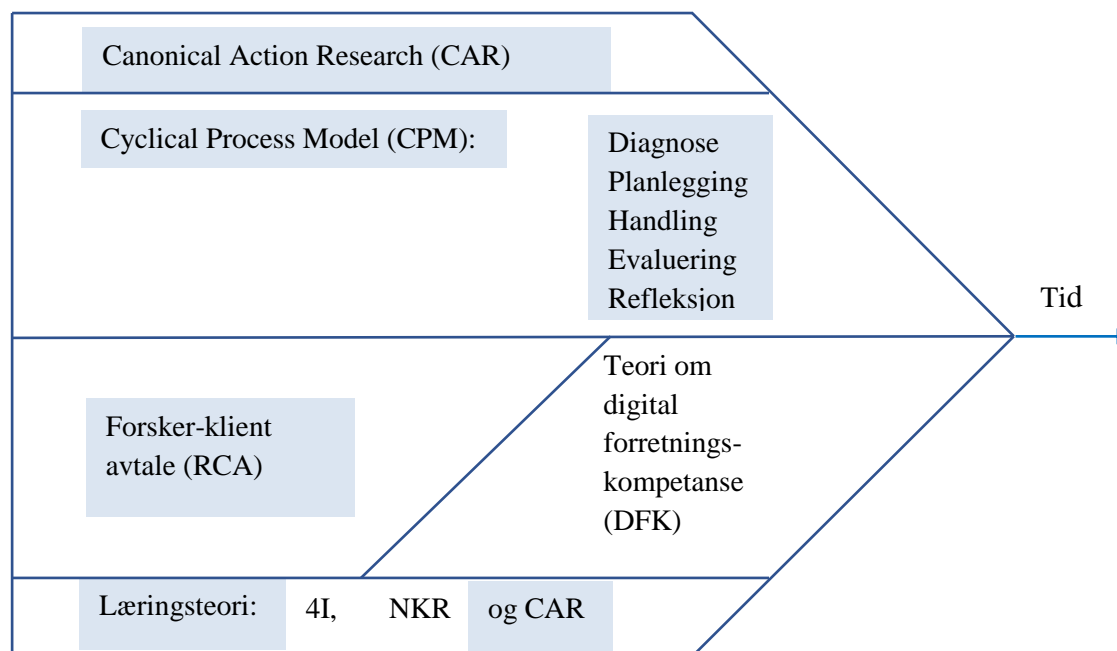 Canonical Action Research (CAR)
Cyclical Process Model (CPM):
Diagnose
Planlegging
Handling
Evaluering
Refleksjon
Tid
Forsker-klient
avtale (RCA)
Teori om
digital
forretnings-
kompetanse
(DFK)
Læringsteori: 4I, NKR og CAR